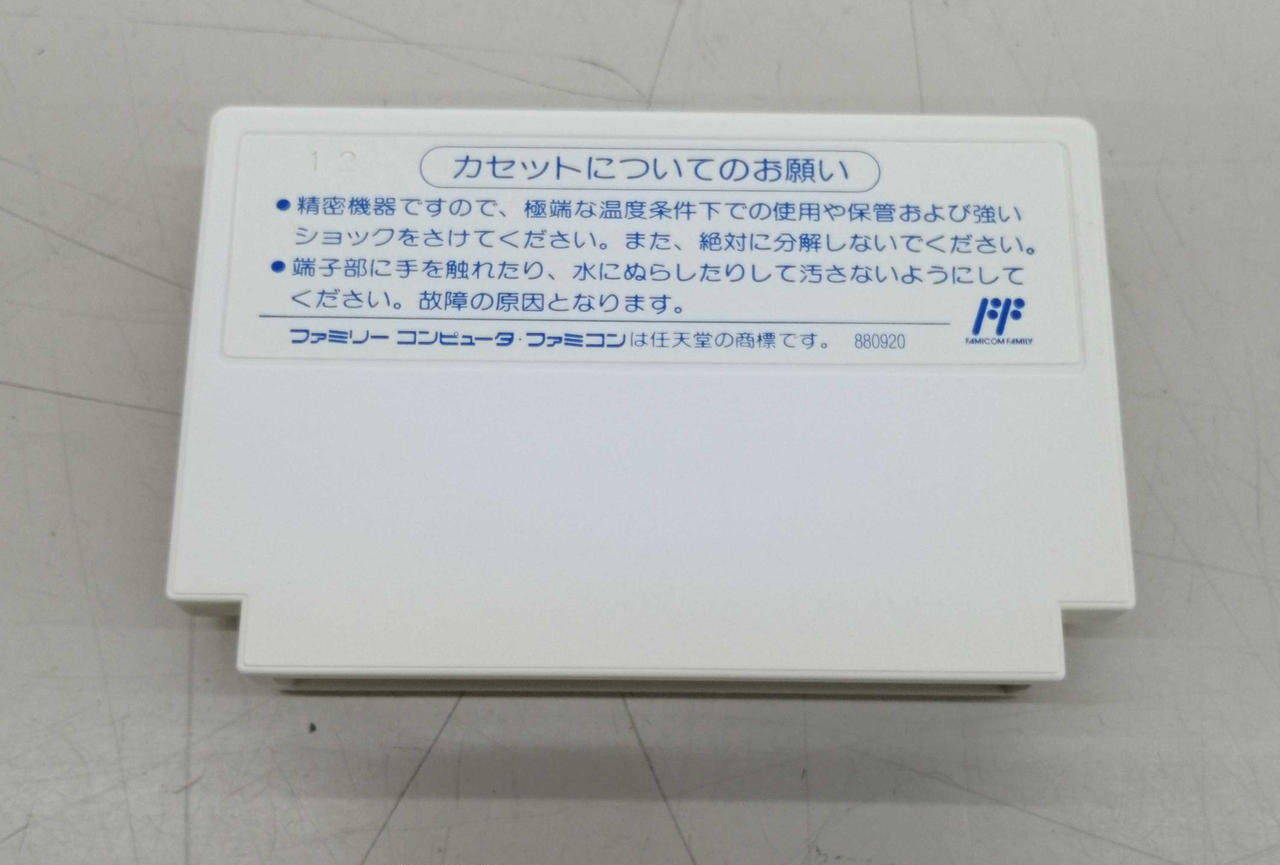 12
カセットについてのお願い
●精密機器ですので、極端な温度条件下での使用や保管および強い
ショックをさけてください。また、絶対に分解しないでください。
●端子部に手を触れたり、水にぬらしたりして汚さないようにして
ください。故障の原因となります。
FF
FAMICOM FAMILY
ファミリー コンピュータ・ファミコンは任天堂の商標です。 880920